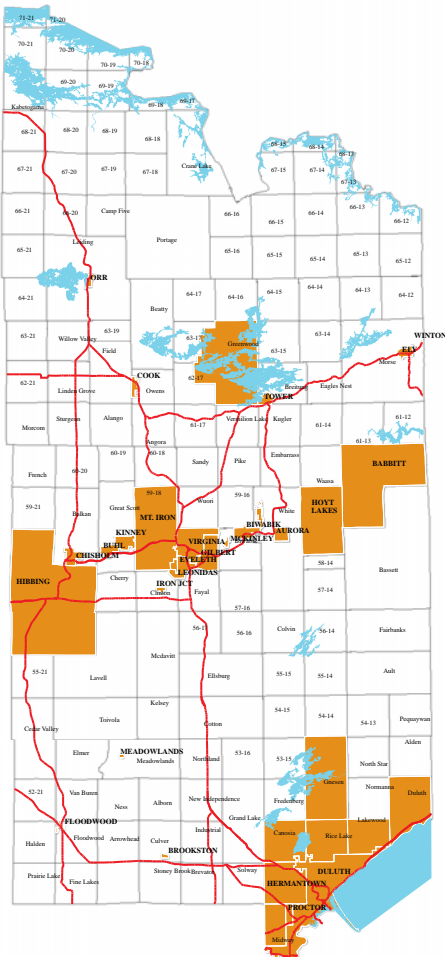 71-21
71-20
70-21
70-20
70-19
70-18
69-20
69-19
69-18
69-17
Kabetogama
68-21
68-20
68-19
68-18
68-15
68-14
68-13
67-21
67-20
67-19
67-18
Crane Lake
67-15
67-14
67-13
66-21
66-20
Camp Five
66-16
66-15
66-14
66-13
66-12
65-21
Leiding
Portage
65-16
65-15
65-14
65-13
65-12
ORR
64-21
Beatty
64-17
64-16
64-15
64-14
64-13
64-12
63-21
Willow Valley
63-19
Field
63-17
Greenwood
63-15
63-14
WINTON
ELY
Morse
62-21
Linden Grove
COOK
Owens
62-17
TOWER
Breitung
Eagles Nest
Morcom
Sturgeon
Alango
Angora
61-17
Vermilion Lake
Kugler
61-14
61-13
61-12
French
60-20
60-19
60-18
Sandy
Pike
Embarrass
Waasa
BABBITT
59-21
Balkan
Great Scott
59-18
MT. IRON
Wuori
59-16
White
HOYT
LAKES
KINNEY
BUHL
CHISHOLM
VIRGINIA
GILBERT
EVELETH
LEONIDAS
McKINLEY
BIWABIK
AURORA
58-14
Bassett
HIBBING
Cherry
IRON JCT
Clinton
Fayal
57-16
57-14
56-17
56-16
Colvin
56-14
Fairbanks
Mcdavitt
55-21
Lavell
Ellsburg
55-15
55-14
Ault
Kelsey
54-15
54-14
54-13
Pequaywan
Cedar Valley
Toivola
Cotton
Alden
Elmer
MEADOWLANDS
Meadowlands
Northland
53-16
53-15
North Star
52-21
Van Buren
Ness
Alborn
New Independence
Fredenberg
Gnesen
Normanna
Duluth
FLOODWOOD
Halden
Floodwood
Arrowhead
Culver
Industrial
Grand Lake
Canosia
Rice Lake
Lakewood
BROOKSTON
Prairie Lake
Fine Lakes
Stoney Brook
Brevator
Solway
HERMANTOWN
DULUTH
PROCTOR
Midway